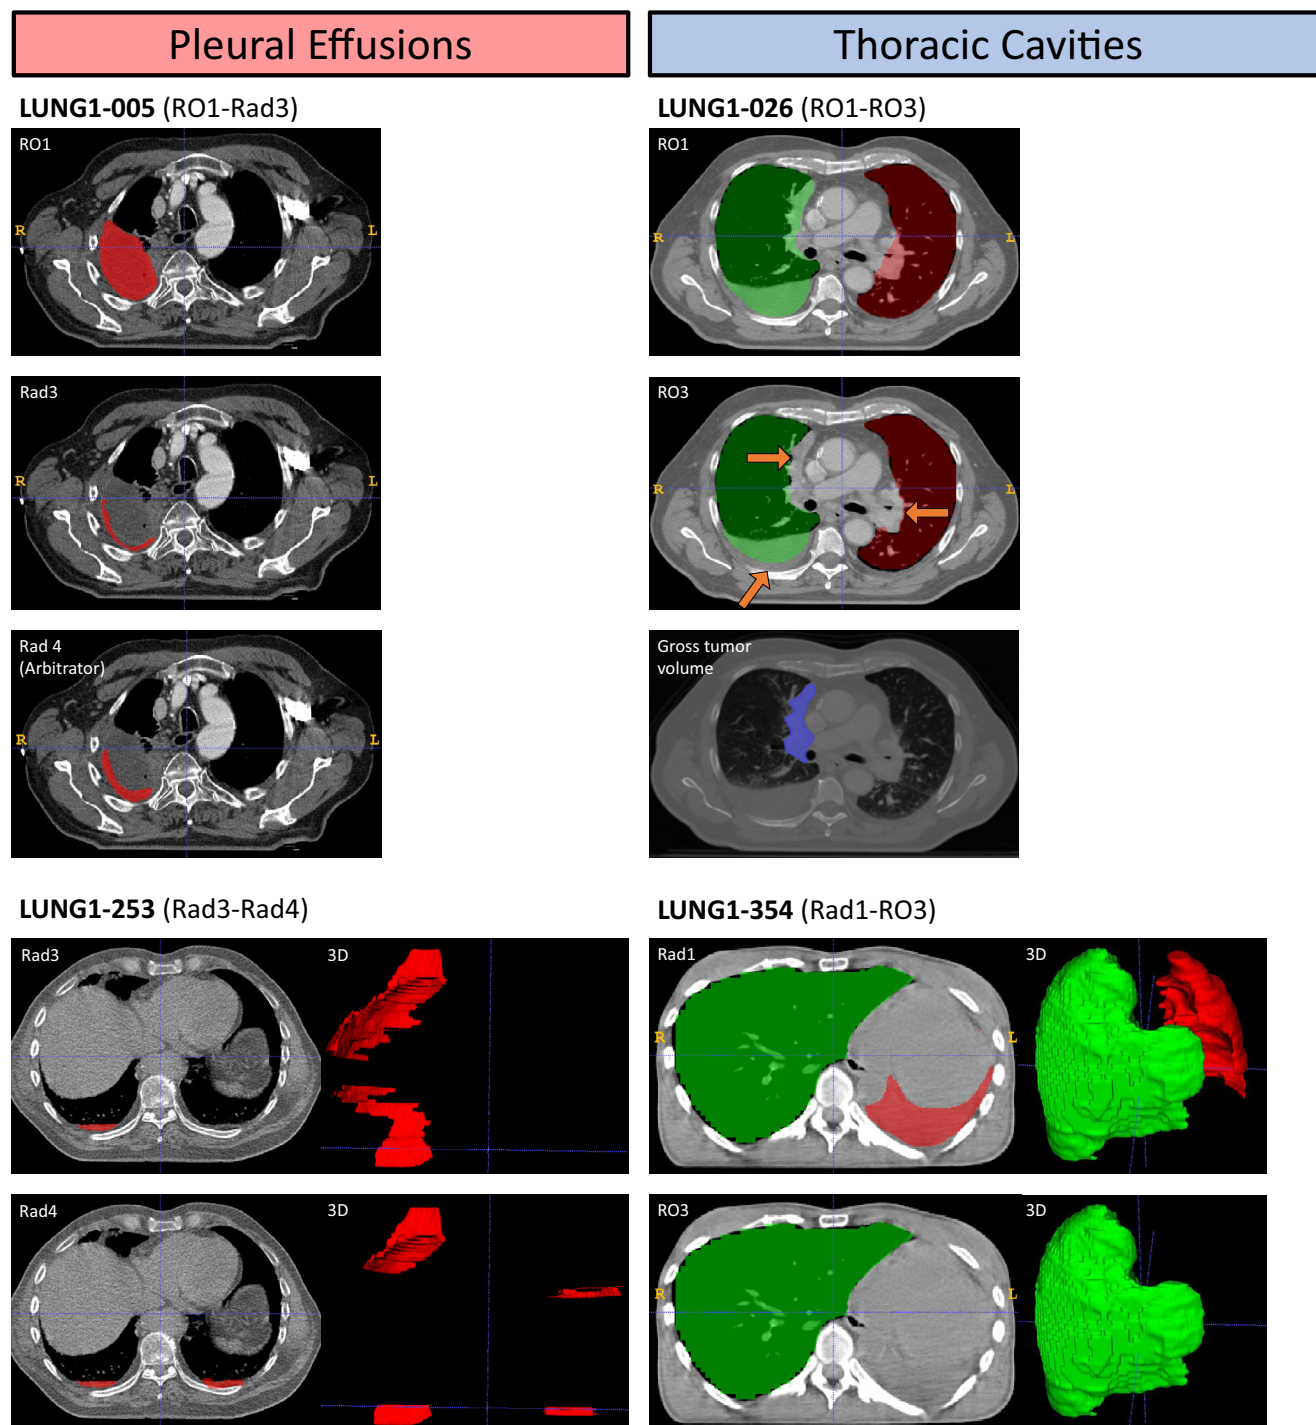 Pleural Effusions
Thoracic Cavities
LUNG1-005 (RO1-Rad3)
RO1
R
L
Rad3
R
L
Rad 4
(Arbitrator)
R
L
LUNG1-026 (RO1-RO3)
RO1
R
L
RO3
R
L
Gross tumor
volume
LUNG1-253 (Rad3-Rad4)
Rad3
3D
Rad4
3D
LUNG1-354 (Rad1-RO3)
Rad1
3D
R
L
RO3
3D
R
L